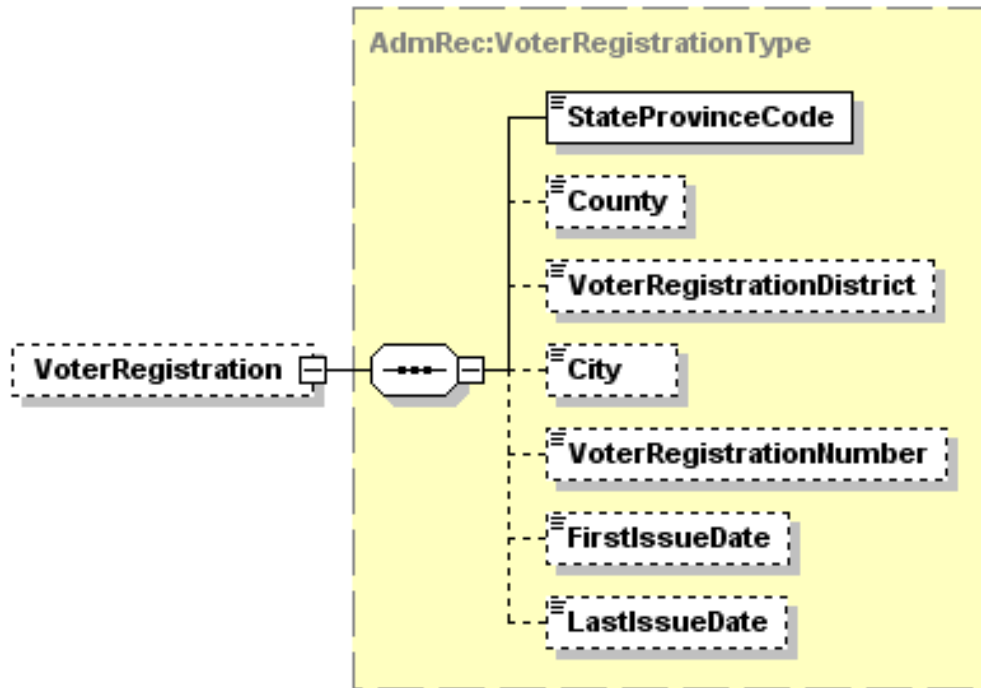 AdmRec:VoterRegistrationType
StateProvinceCode
County
VoterRegistrationDistrict
VoterRegistration
City
VoterRegistrationNumber
FirstIssueDate
LastIssueDate